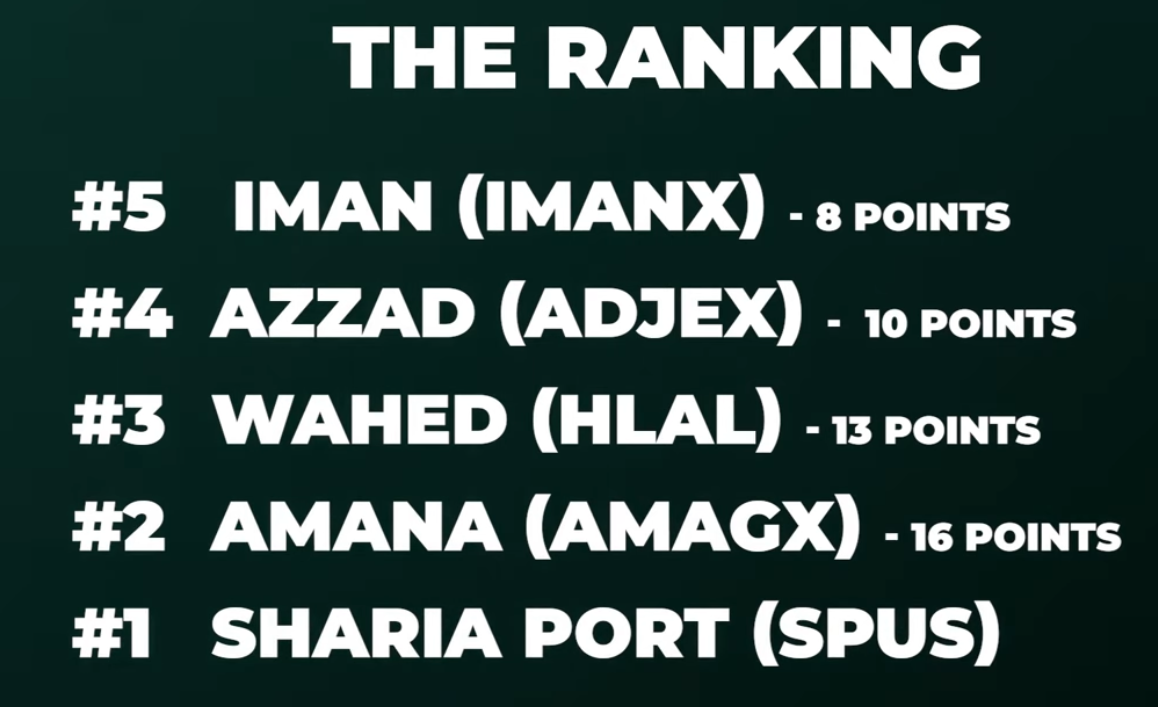 THE RANKING
#5 IMAN (IMANX) - 8 POINTS
#4 AZZAD (ADJEX) - 10 POINTS
#3 WAHED (HLAL) - 13 POINTS
#2 AMANA (AMAGX) - 16 POINTS
#1 SHARIA PORT (SPUS)